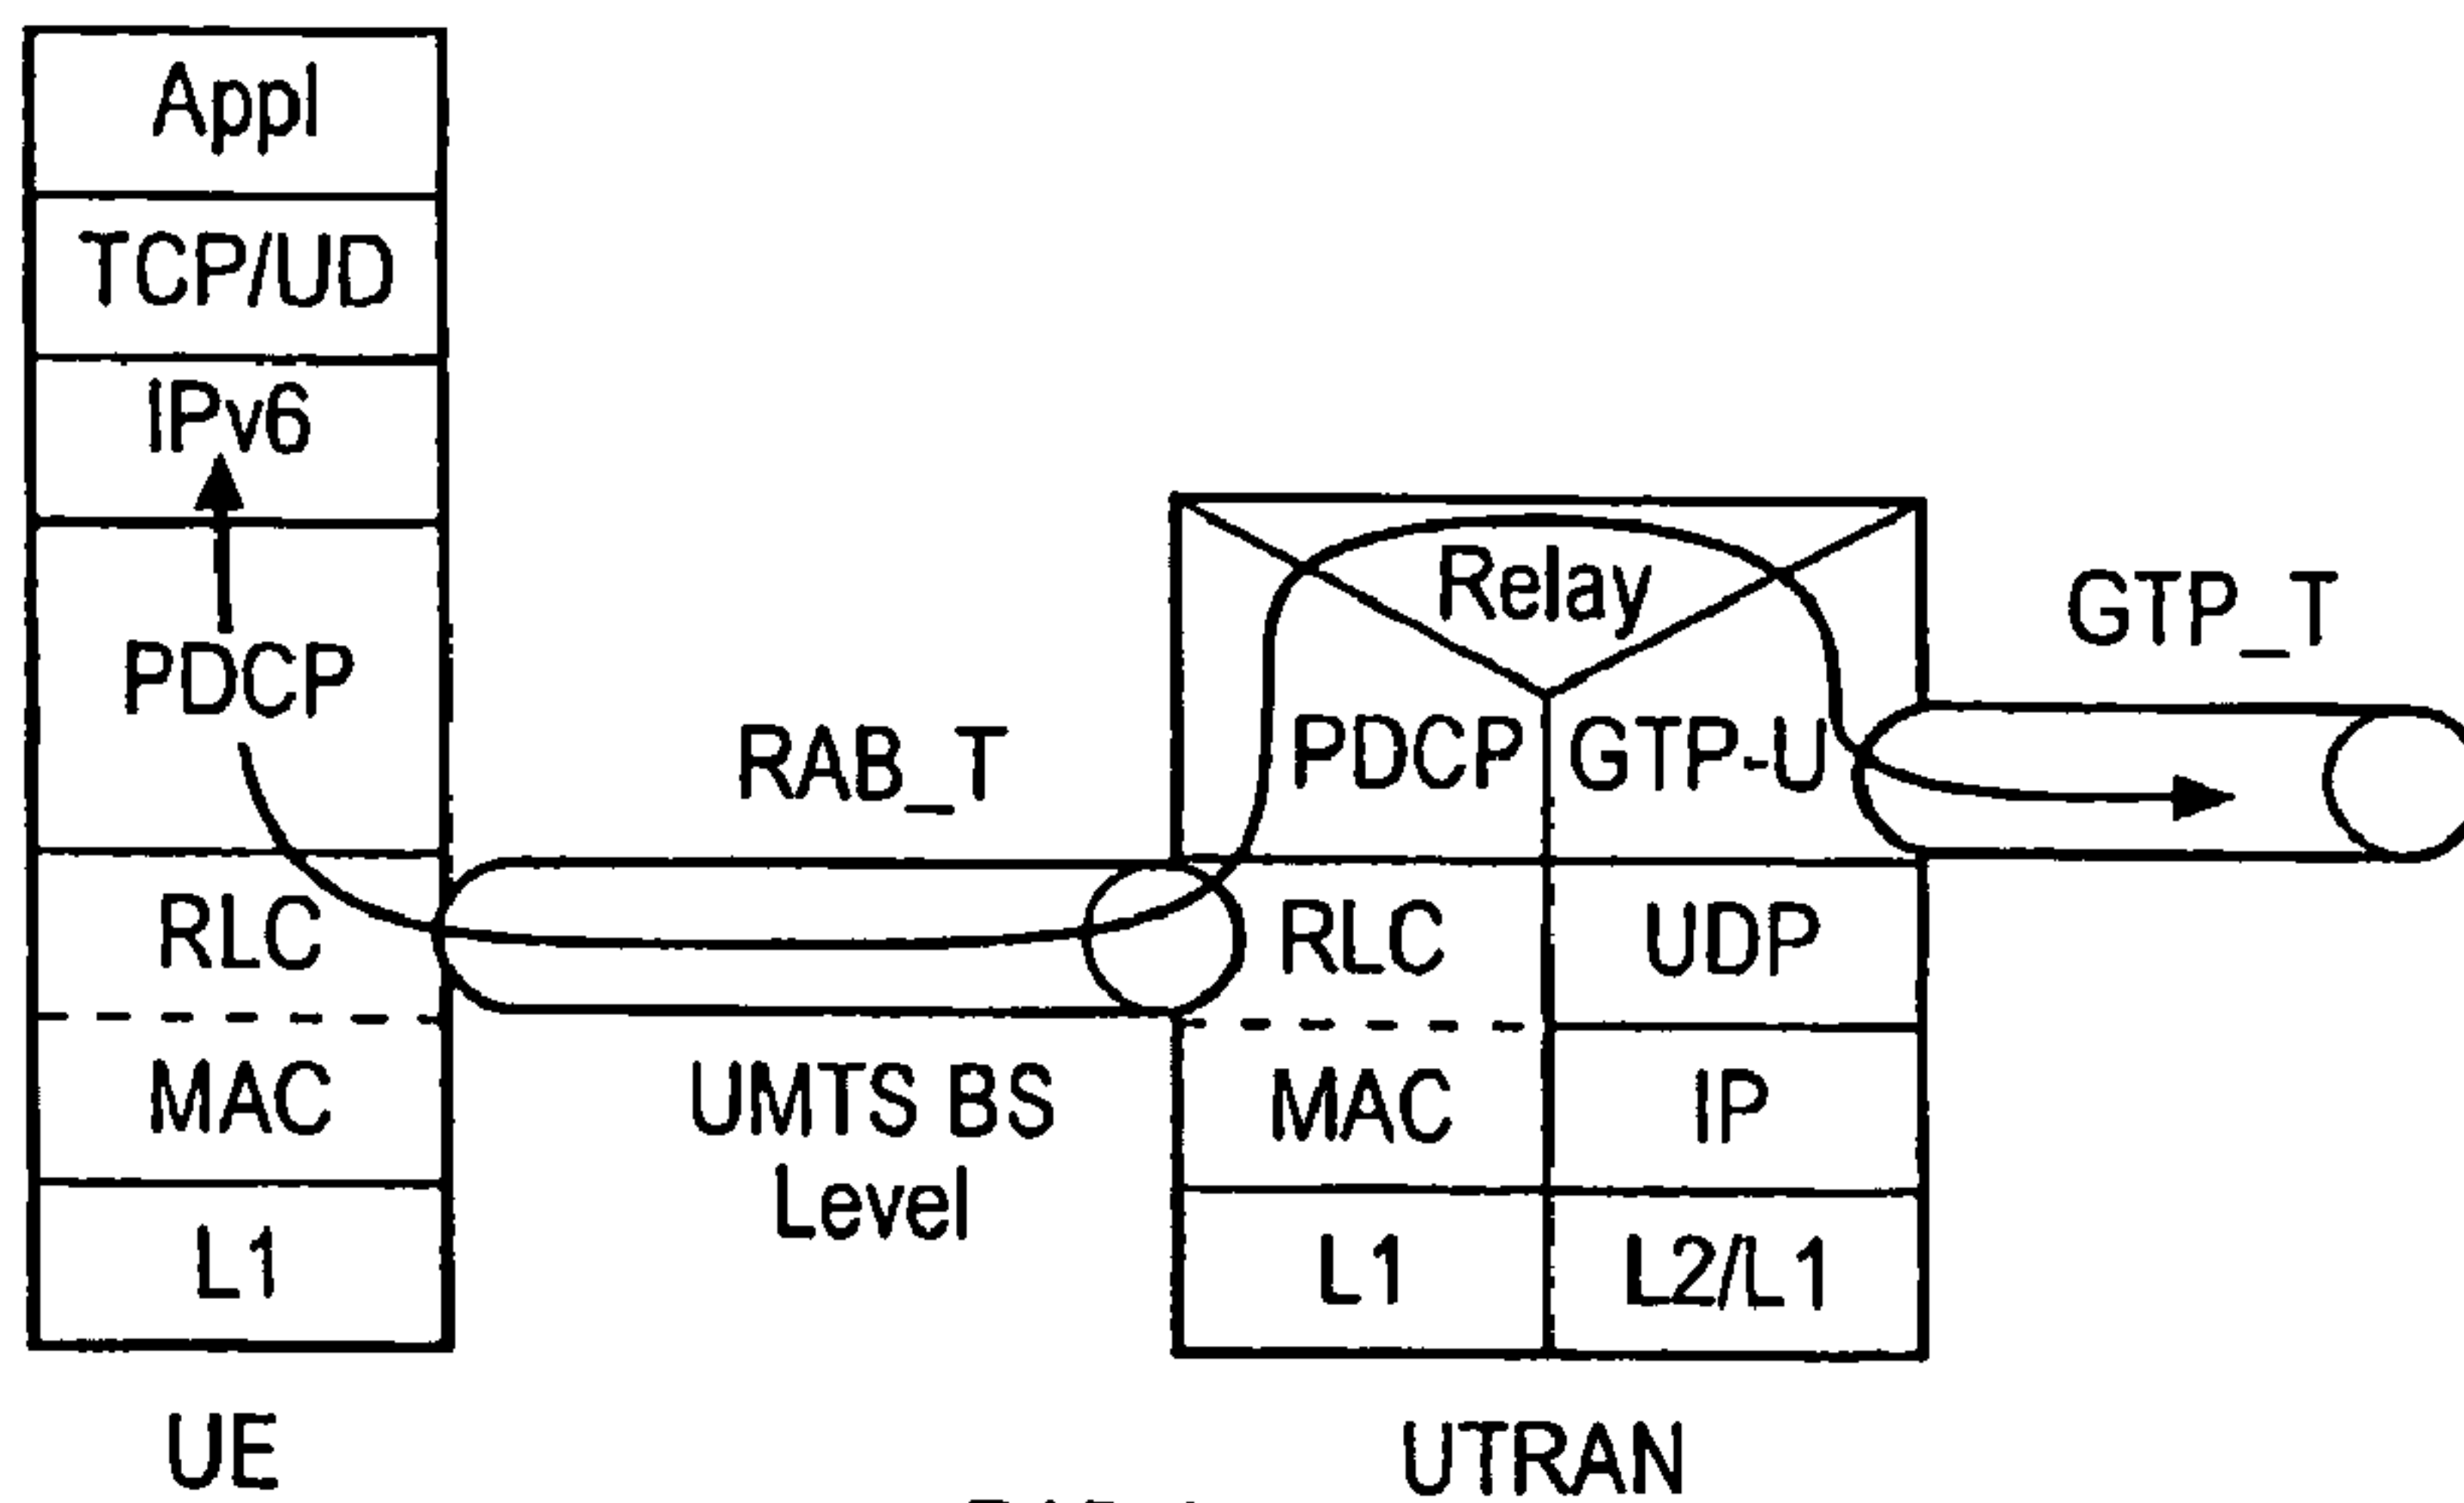 Appl
TCP/UD
IPv6
PDCP
RLC
MAC
L1
UE
RAB_T
UMTS BS
Level
Relay
PDCP
GTP-U
RLC
UDP
MAC
IP
L1
L2/L1
UTRAN
GTP_T